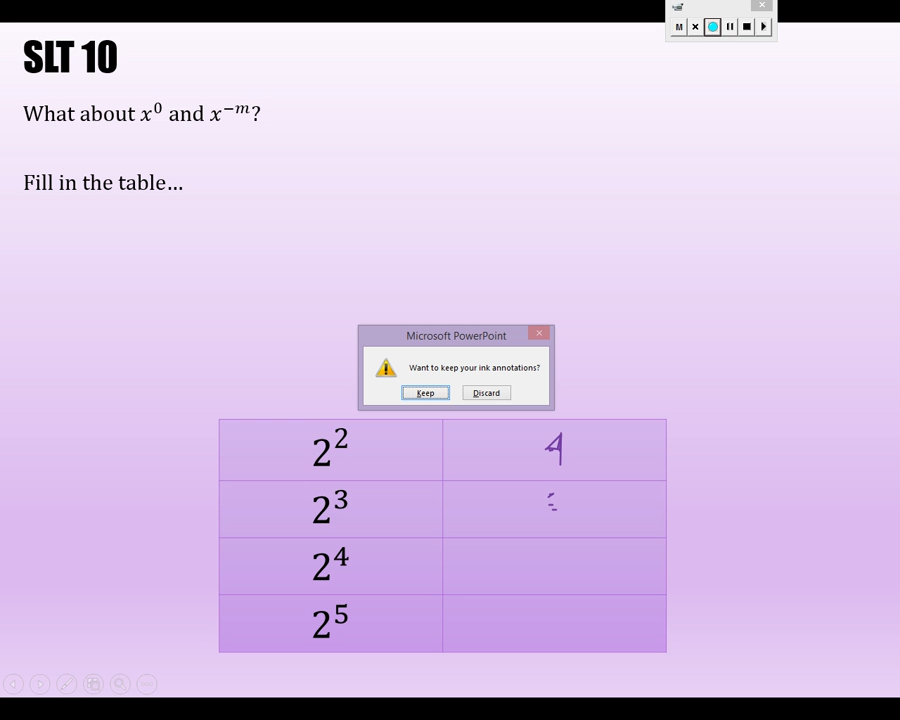 M
SLT 10
What about x⁰ and x⁻ᵐ?
Fill in the table...
Microsoft PowerPoint
Want to keep your ink annotations?
Keep Discard
2² 4
2³
2⁴
2⁵